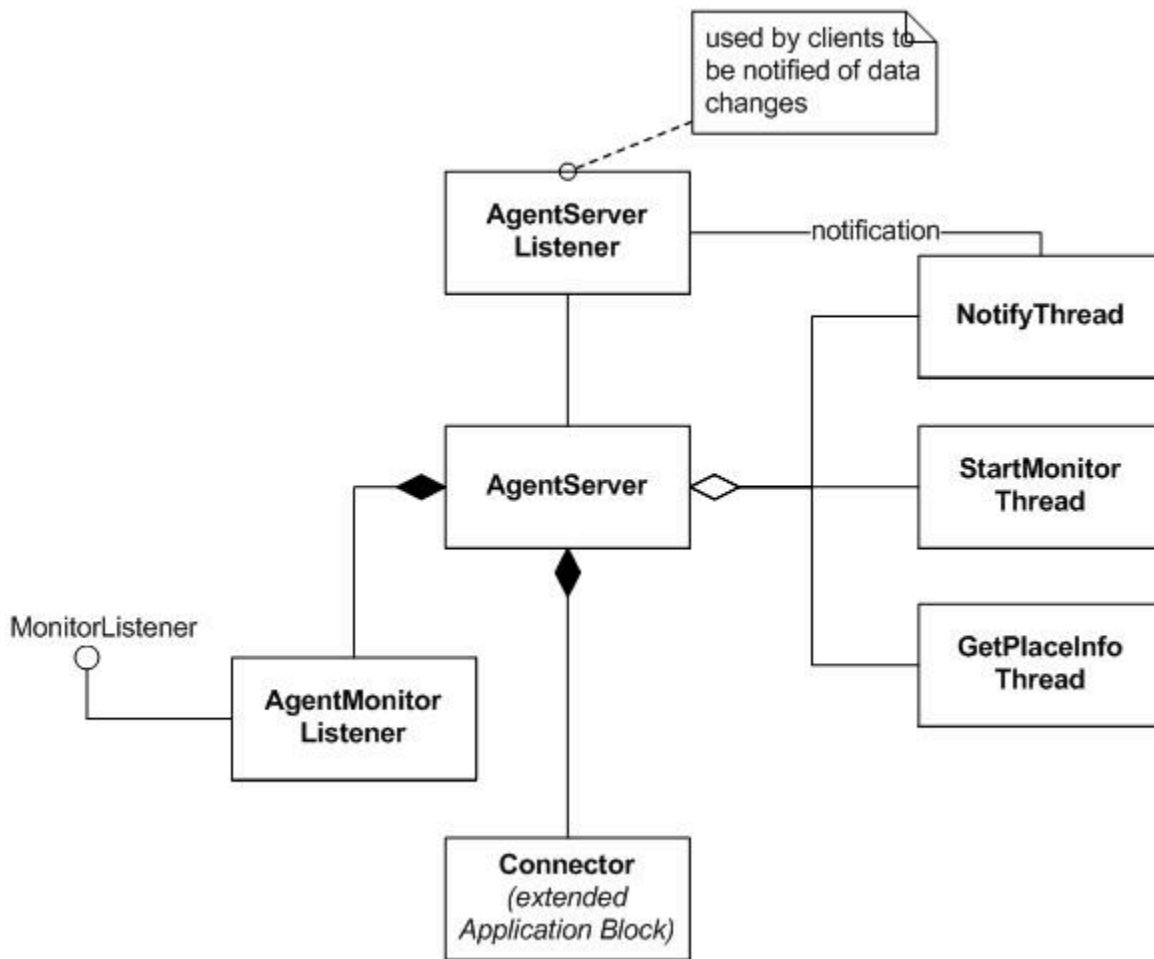 used by clients to
be notified of data
changes
AgentServer
Listener
notification
NotifyThread
AgentServer
StartMonitor
Thread
MonitorListener
GetPlaceInfo
Thread
AgentMonitor
Listener
Connector
(extended
Application Block)